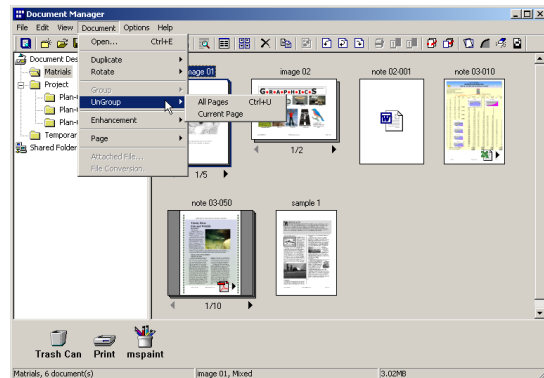 Document Manager
File Edit View Document Options Help
Open... Ctrl+E
Duplicate
Rotate
Group
UnGroup
Enhancement
Page
Attached File...
File Conversion...
All Pages Ctrl+U
Current Page
Document Des
Matrials
Project
Plan-
Plan-
Plan-
Temporar
Shared Folder
mage 01
image 02
note 02-001
note 03-010
GRAPHICS
1/5
1/2
note 03-050
sample 1
1/10
Trash Can Print mspaint
Matrials, 6 document(s)
Image 01, Mixed
3.02MB